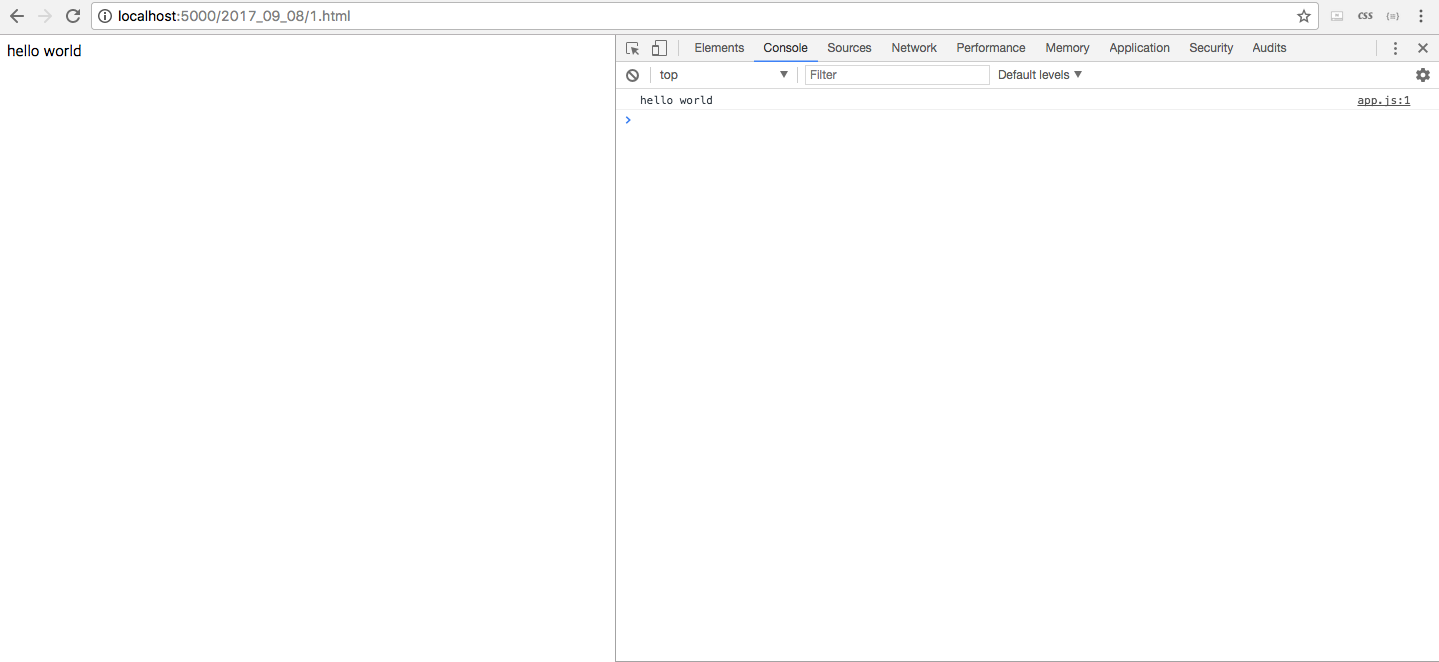 localhost:5000/2017_09_08/1.html
CSS
{≡}
hello world
Elements Console Sources Network Performance Memory Application Security Audits
top ▼ Filter Default levels ▼
hello world app.js:1